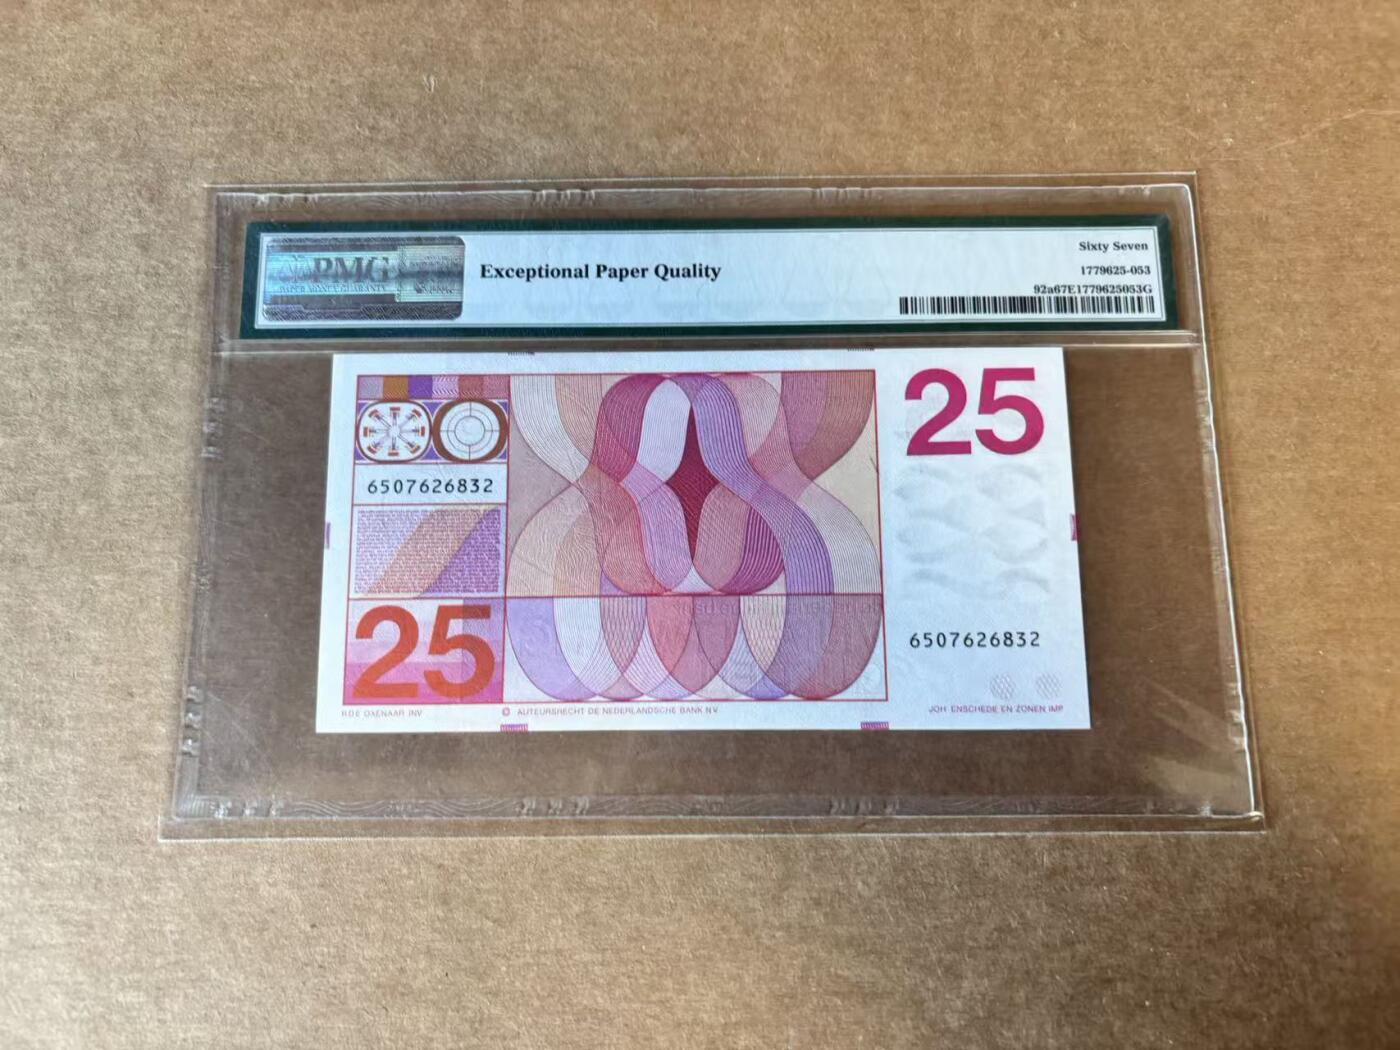 PMG
PAPER MONEY GUARANTY
Exceptional Paper Quality
Sixty Seven
1779625-053
92a67E1779625053G
25
6507626832
25
6507626832
R.D.E. OXENAAR INV.
© AUTEURSRECHT DE NEDERLANDSCHE BANK N.V.
JOH. ENSCHEDÉ EN ZONEN IMP.